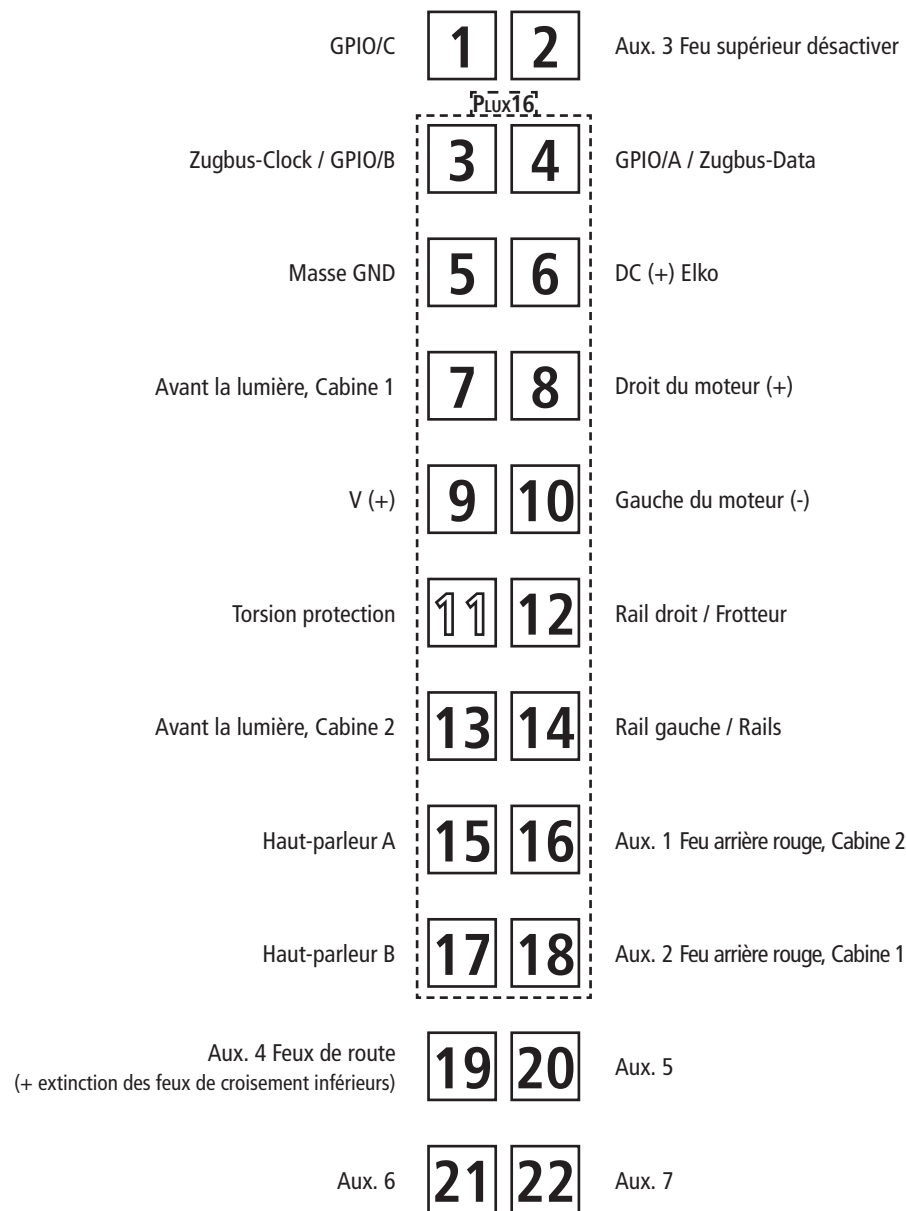 GPIO/C 1 2 Aux. 3 Feu supérieur désactiver
PLUX16
Zugbus-Clock / GPIO/B 3 4 GPIO/A / Zugbus-Data
Masse GND 5 6 DC (+) Elko
Avant la lumière, Cabine 1 7 8 Droit du moteur (+)
V (+) 9 10 Gauche du moteur (-)
Torsion protection 11 12 Rail droit / Frotteur
Avant la lumière, Cabine 2 13 14 Rail gauche / Rails
Haut-parleur A 15 16 Aux. 1 Feu arrière rouge, Cabine 2
Haut-parleur B 17 18 Aux. 2 Feu arrière rouge, Cabine 1
Aux. 4 Feux de route
(+ extinction des feux de croisement inférieurs) 19 20 Aux. 5
Aux. 6 21 22 Aux. 7